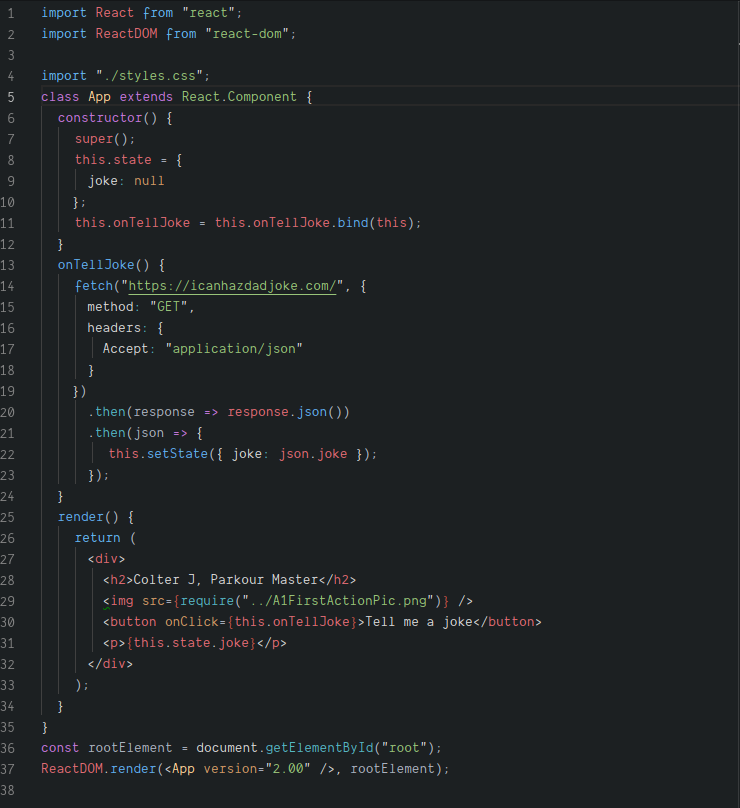 1 import React from "react";
2 import ReactDOM from "react-dom";
3
4 import "./styles.css";
5 class App extends React.Component {
6   constructor() {
7     super();
8     this.state = {
9       joke: null
10     };
11     this.onTellJoke = this.onTellJoke.bind(this);
12   }
13   onTellJoke() {
14     fetch("https://icanhazdadjoke.com/", {
15       method: "GET",
16       headers: {
17         Accept: "application/json"
18       }
19     })
20       .then(response => response.json())
21       .then(json => {
22         this.setState({ joke: json.joke });
23       });
24   }
25   render() {
26     return (
27       <div>
28         <h2>Colter J, Parkour Master</h2>
29         <img src={require("../A1FirstActionPic.png")} />
30         <button onClick={this.onTellJoke}>Tell me a joke</button>
31         <p>{this.state.joke}</p>
32       </div>
33     );
34   }
35 }
36 const rootElement = document.getElementById("root");
37 ReactDOM.render(<App version="2.00" />, rootElement);
38